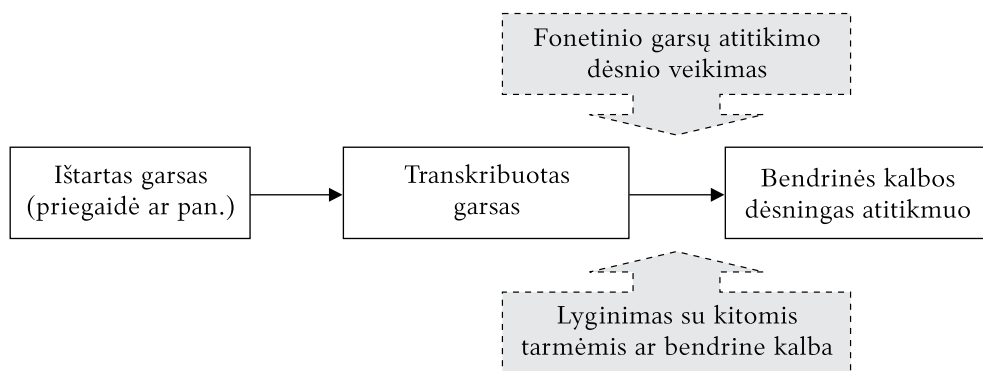 Fonetinio garsų atitikimo
dėsnio veikimas
Ištartas garsas
(priegaidė ar pan.)
Transkribuotas
garsas
Bendrinės kalbos
dėsningas atitikmuo
Lyginimas su kitomis
tarmėmis ar bendrine kalba